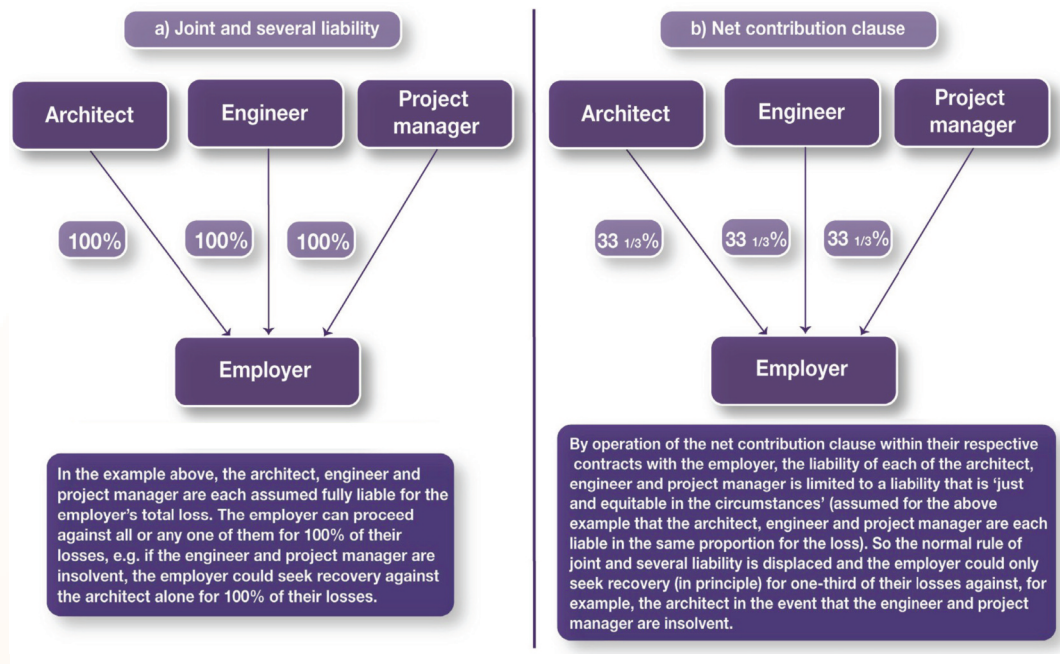 a) Joint and several liability
Architect
Engineer
Project
manager
100%
100%
100%
Employer
In the example above, the architect, engineer and
project manager are each assumed fully liable for the
employer's total loss. The employer can proceed
against all or any one of them for 100% of their
losses, e.g. if the engineer and project manager are
insolvent, the employer could seek recovery against
the architect alone for 100% of their losses.
b) Net contribution clause
Architect
Engineer
Project
manager
33 1/3%
33 1/3%
33 1/3%
Employer
By operation of the net contribution clause within their respective
contracts with the employer, the liability of each of the architect,
engineer and project manager is limited to a liability that is 'just
and equitable in the circumstances' (assumed for the above
example that the architect, engineer and project manager are each
liable in the same proportion for the loss). So the normal rule of
joint and several liability is displaced and the employer could only
seek recovery (in principle) for one-third of their losses against, for
example, the architect in the event that the engineer and project
manager are insolvent.